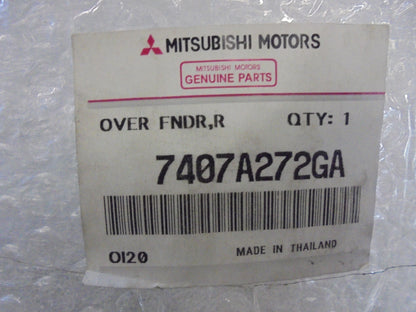 MITSUBISHI MOTORS
MITSUBISHI MOTORS
GENUINE PARTS
OVER FNDR,R QTY: 1
7407A272GA
0120 MADE IN THAILAND